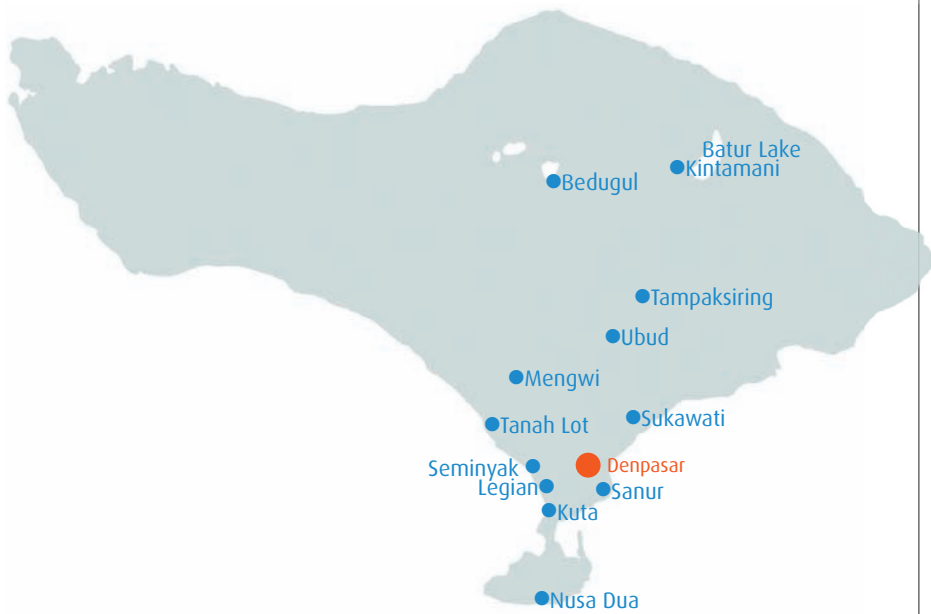 Batur Lake
Kintamani
Bedugul
Tampaksiring
Ubud
Mengwi
Sukawati
Tanah Lot
Seminyak
Denpasar
Legian
Sanur
Kuta
Nusa Dua